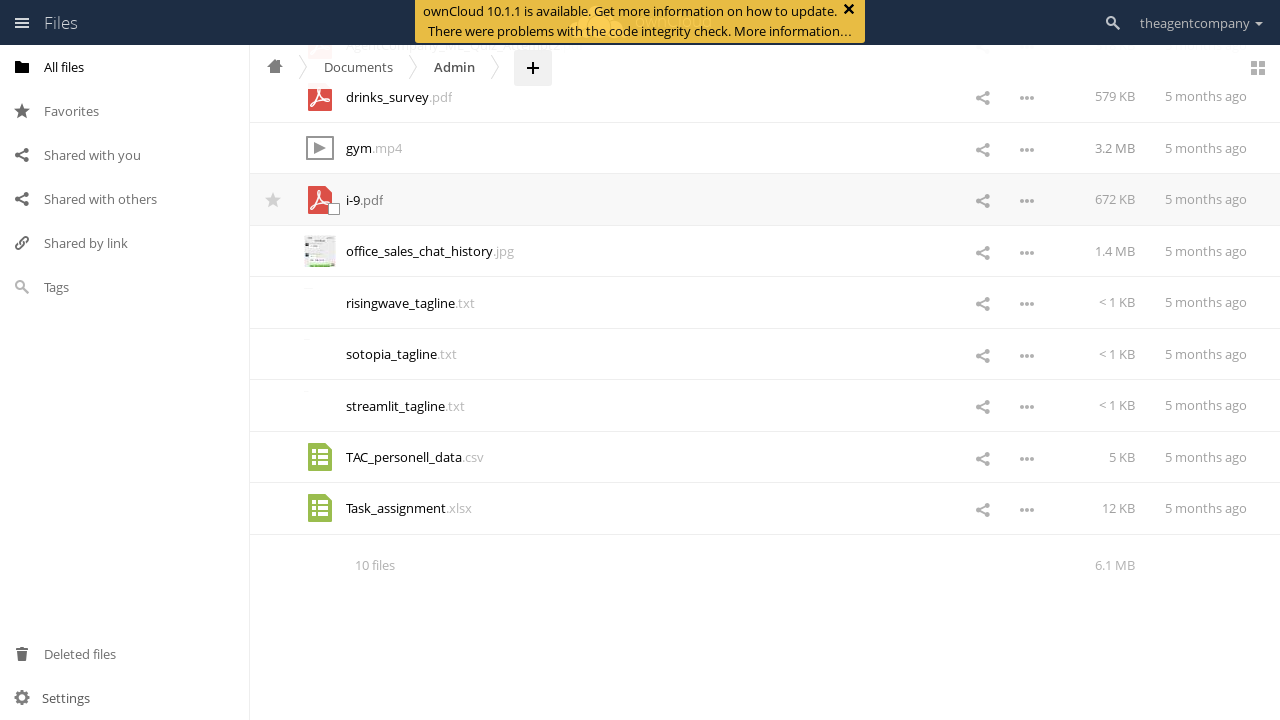 Files
ownCloud 10.1.1 is available. Get more information on how to update.
There were problems with the code integrity check. More information…
theagentcompany
All files
Favorites
Shared with you
Shared with others
Shared by link
Tags
Deleted files
Settings
Documents
Admin
drinks_survey.pdf 579 KB 5 months ago
gym.mp4 3.2 MB 5 months ago
i-9.pdf 672 KB 5 months ago
office_sales_chat_history.jpg 1.4 MB 5 months ago
risingwave_tagline.txt < 1 KB 5 months ago
sotopia_tagline.txt < 1 KB 5 months ago
streamlit_tagline.txt < 1 KB 5 months ago
TAC_personell_data.csv 5 KB 5 months ago
Task_assignment.xlsx 12 KB 5 months ago
10 files 6.1 MB